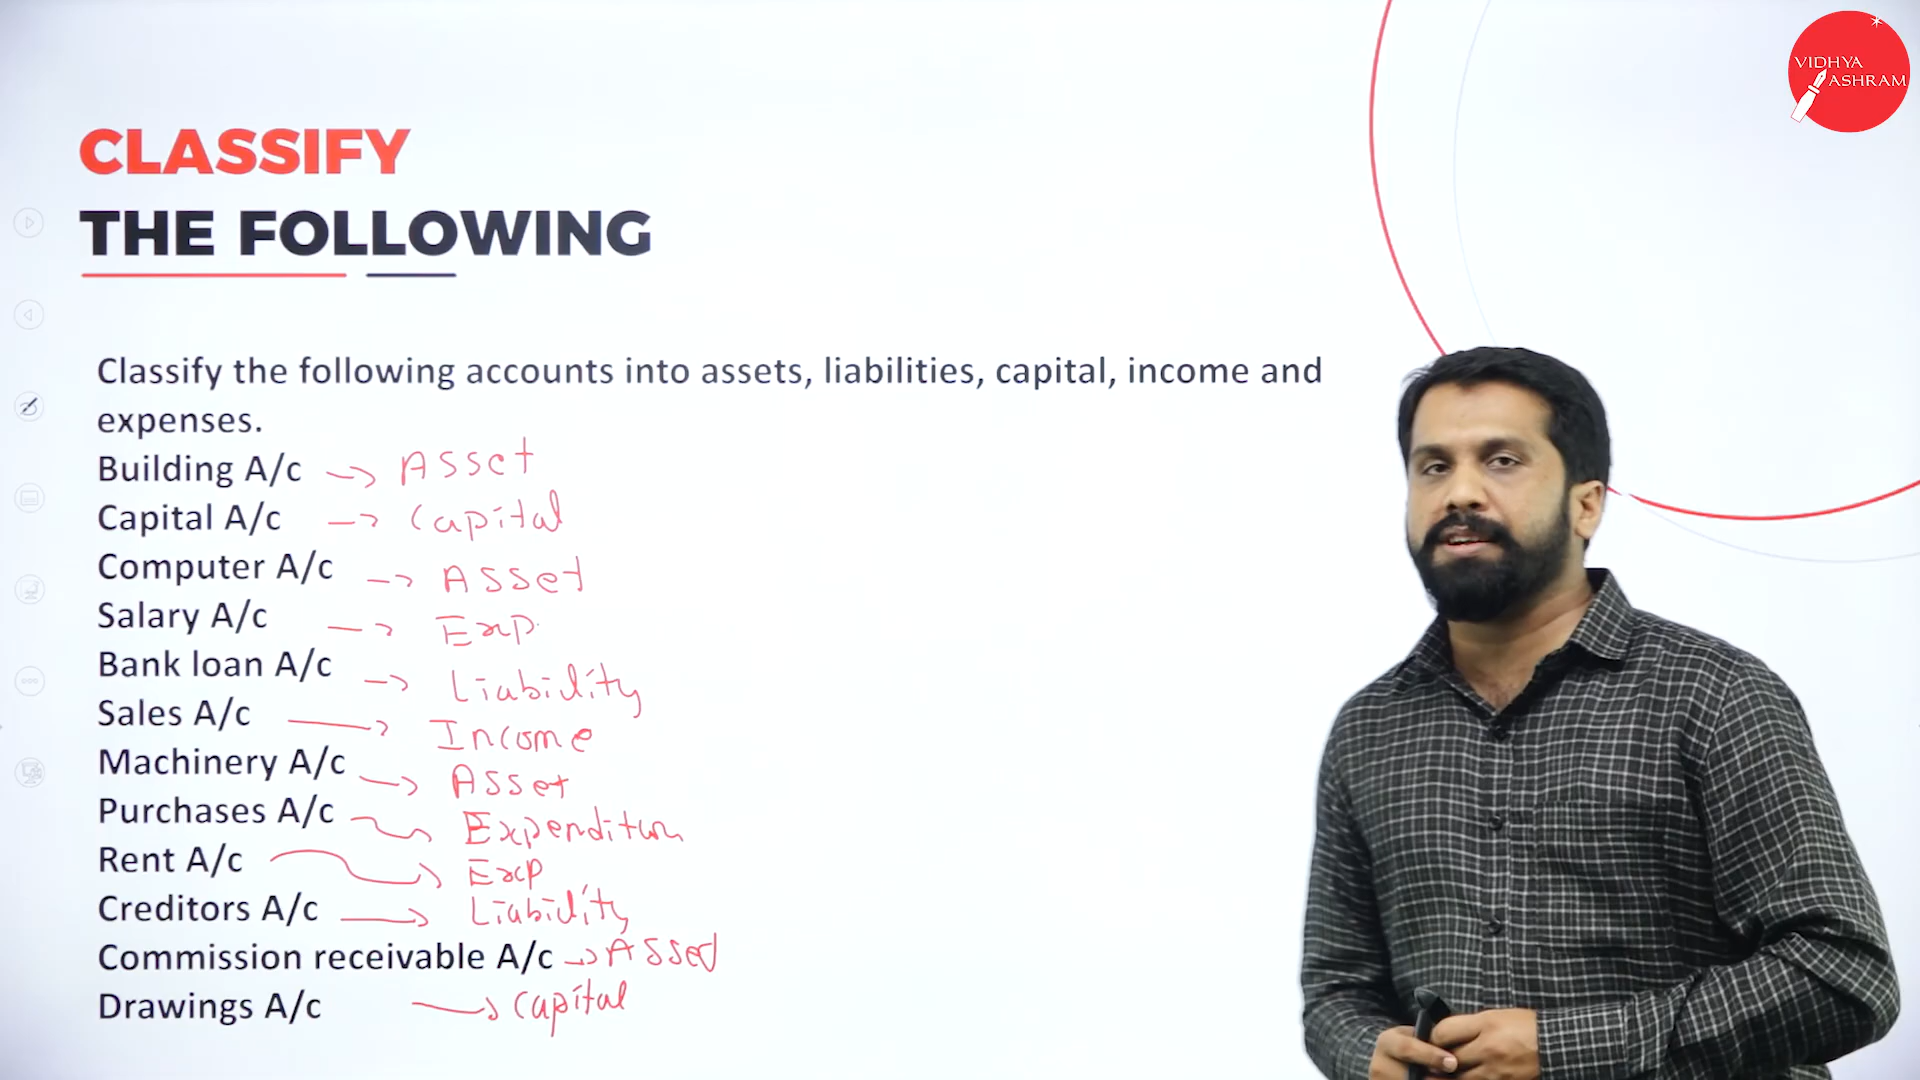 VIDHYA
ASHRAM
CLASSIFY
THE FOLLOWING
Classify the following accounts into assets, liabilities, capital, income and
expenses.
Building A/c → Asset
Capital A/c → Capital
Computer A/c → Asset
Salary A/c → Exp.
Bank loan A/c → Liability
Sales A/c → Income
Machinery A/c → Asset
Purchases A/c → Expenditure
Rent A/c → Exp
Creditors A/c → Liability
Commission receivable A/c → Asset
Drawings A/c → Capital